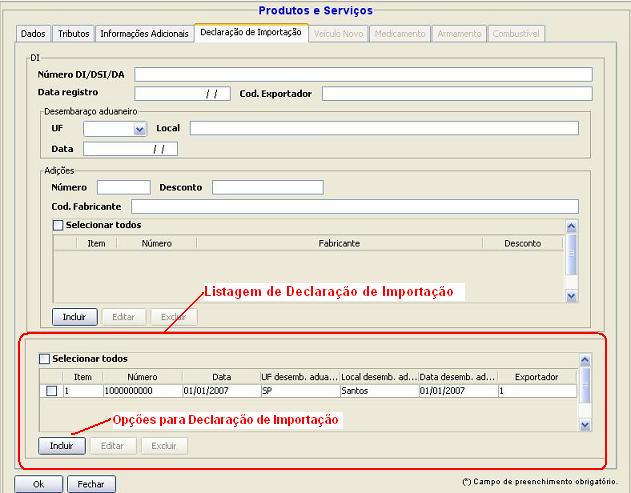 Produtos e Serviços
Dados Tributos Informações Adicionais Declaração de Importação Veículo Novo Medicamento Armamento Combustível
DI
Número DI/DSI/DA
Data registro / / Cod. Exportador
Desembaraço aduaneiro
UF Local
Data / /
Adições
Número Desconto
Cod. Fabricante
Selecionar todos
Item Número Fabricante Desconto
Listagem de Declaração de Importação
Incluir Editar Excluir
Selecionar todos
Item Número Data UF desemb. adua... Local desemb. ad... Data desemb. ad... Exportador
1 1000000000 01/01/2007 SP Santos 01/01/2007 1
Opções para Declaração de Importação
Incluir Editar Excluir
Ok Fechar (*) Campo de preenchimento obrigatório.